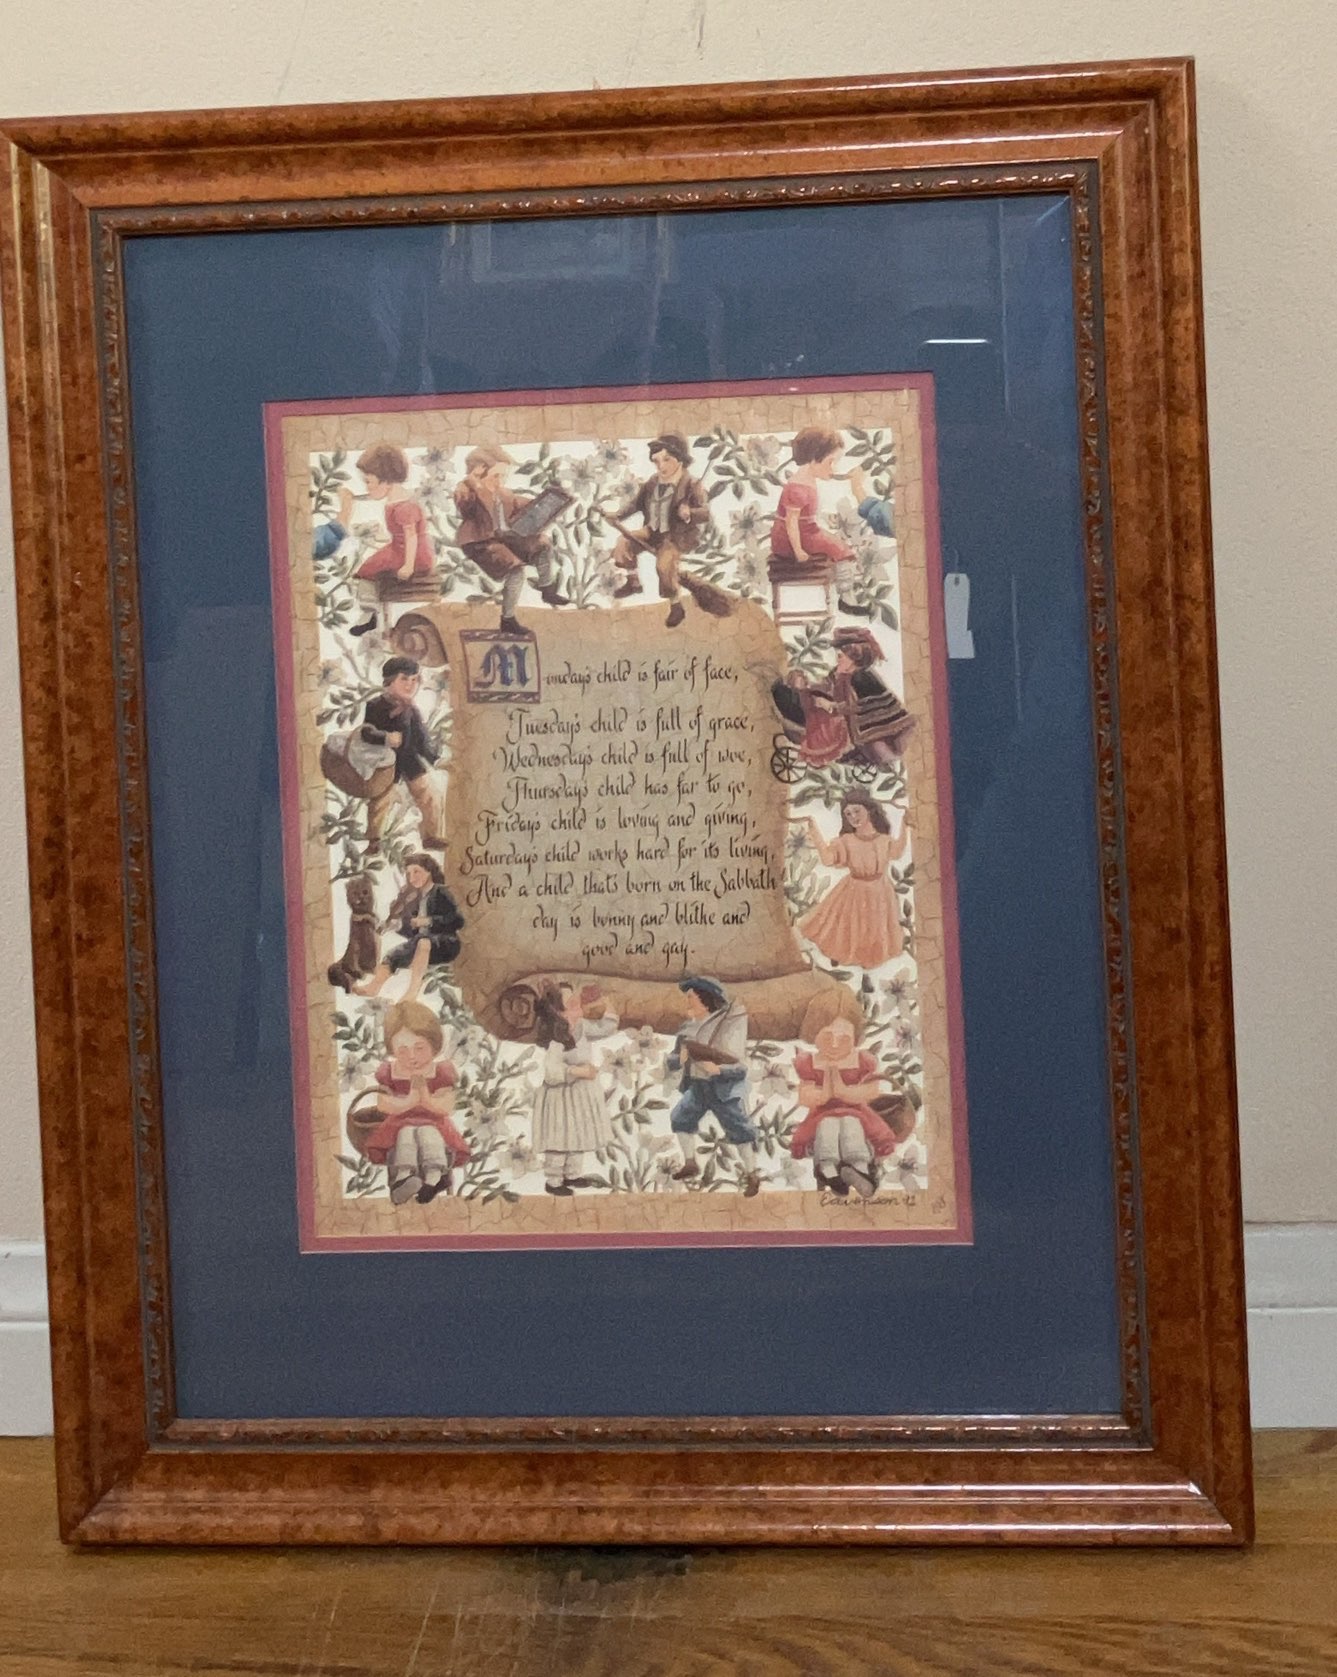 Monday's child is fair of face,
Tuesday's child is full of grace,
Wednesday's child is full of woe,
Thursday's child has far to go,
Friday's child is loving and giving,
Saturday's child works hard for its living,
And a child that's born on the Sabbath
day is bonny and blithe and
good and gay.